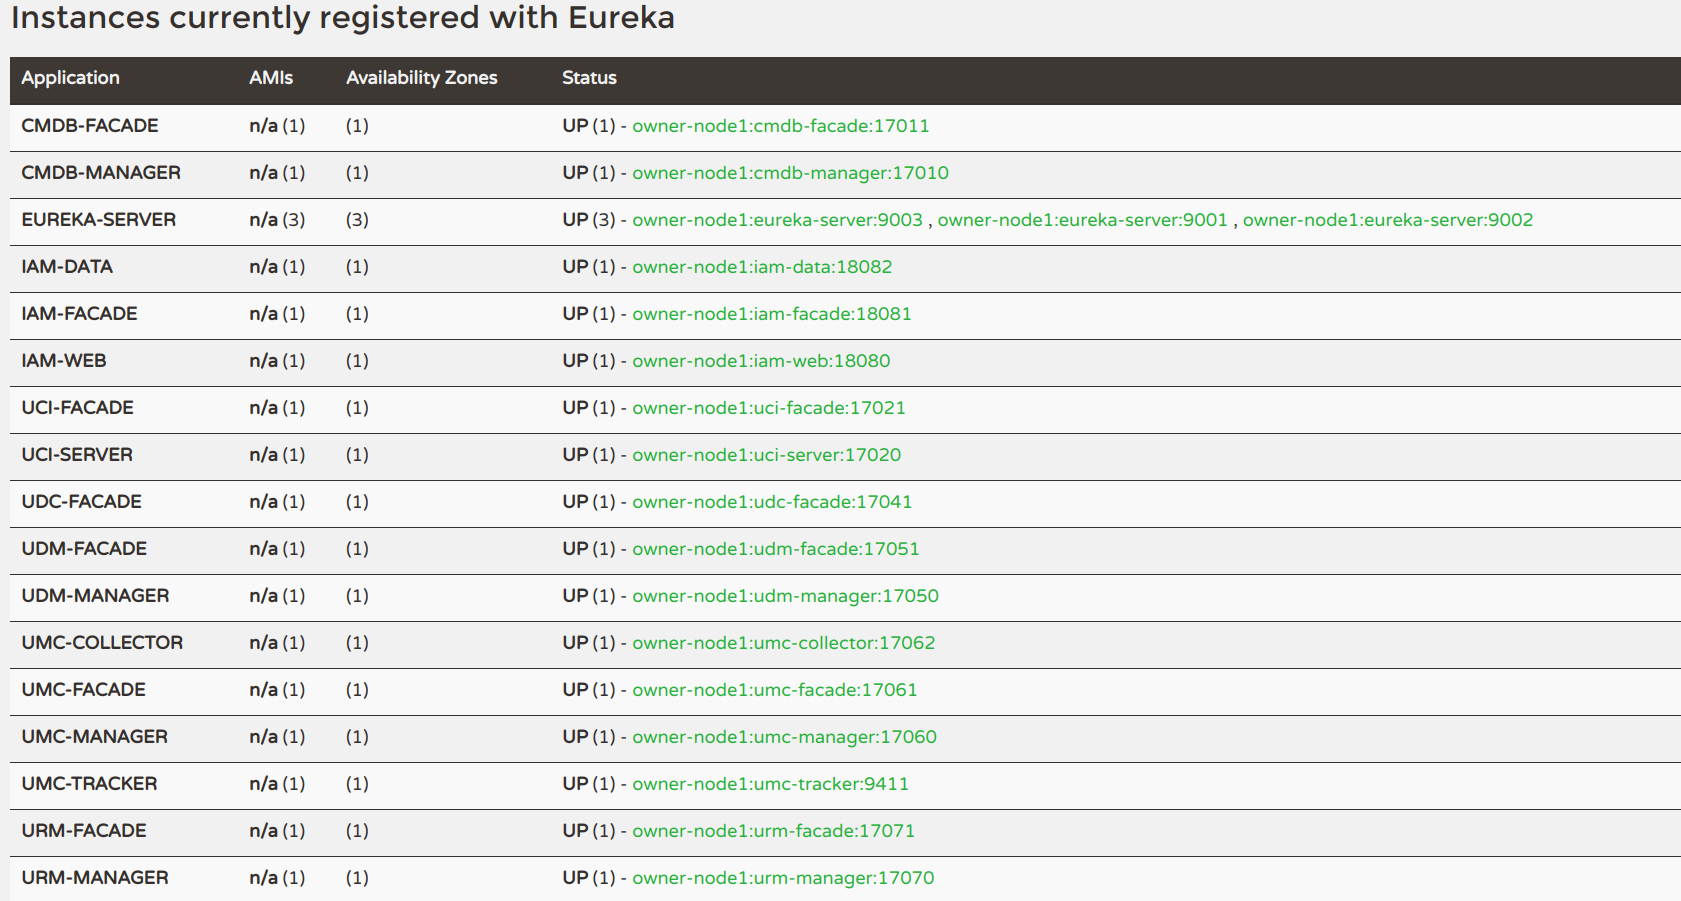 Instances currently registered with Eureka
Application AMIs Availability Zones Status
CMDB-FACADE n/a (1) (1) UP (1) - owner-node1:cmdb-facade:17011
CMDB-MANAGER n/a (1) (1) UP (1) - owner-node1:cmdb-manager:17010
EUREKA-SERVER n/a (3) (3) UP (3) - owner-node1:eureka-server:9003 , owner-node1:eureka-server:9001 , owner-node1:eureka-server:9002
IAM-DATA n/a (1) (1) UP (1) - owner-node1:iam-data:18082
IAM-FACADE n/a (1) (1) UP (1) - owner-node1:iam-facade:18081
IAM-WEB n/a (1) (1) UP (1) - owner-node1:iam-web:18080
UCI-FACADE n/a (1) (1) UP (1) - owner-node1:uci-facade:17021
UCI-SERVER n/a (1) (1) UP (1) - owner-node1:uci-server:17020
UDC-FACADE n/a (1) (1) UP (1) - owner-node1:udc-facade:17041
UDM-FACADE n/a (1) (1) UP (1) - owner-node1:udm-facade:17051
UDM-MANAGER n/a (1) (1) UP (1) - owner-node1:udm-manager:17050
UMC-COLLECTOR n/a (1) (1) UP (1) - owner-node1:umc-collector:17062
UMC-FACADE n/a (1) (1) UP (1) - owner-node1:umc-facade:17061
UMC-MANAGER n/a (1) (1) UP (1) - owner-node1:umc-manager:17060
UMC-TRACKER n/a (1) (1) UP (1) - owner-node1:umc-tracker:9411
URM-FACADE n/a (1) (1) UP (1) - owner-node1:urm-facade:17071
URM-MANAGER n/a (1) (1) UP (1) - owner-node1:urm-manager:17070